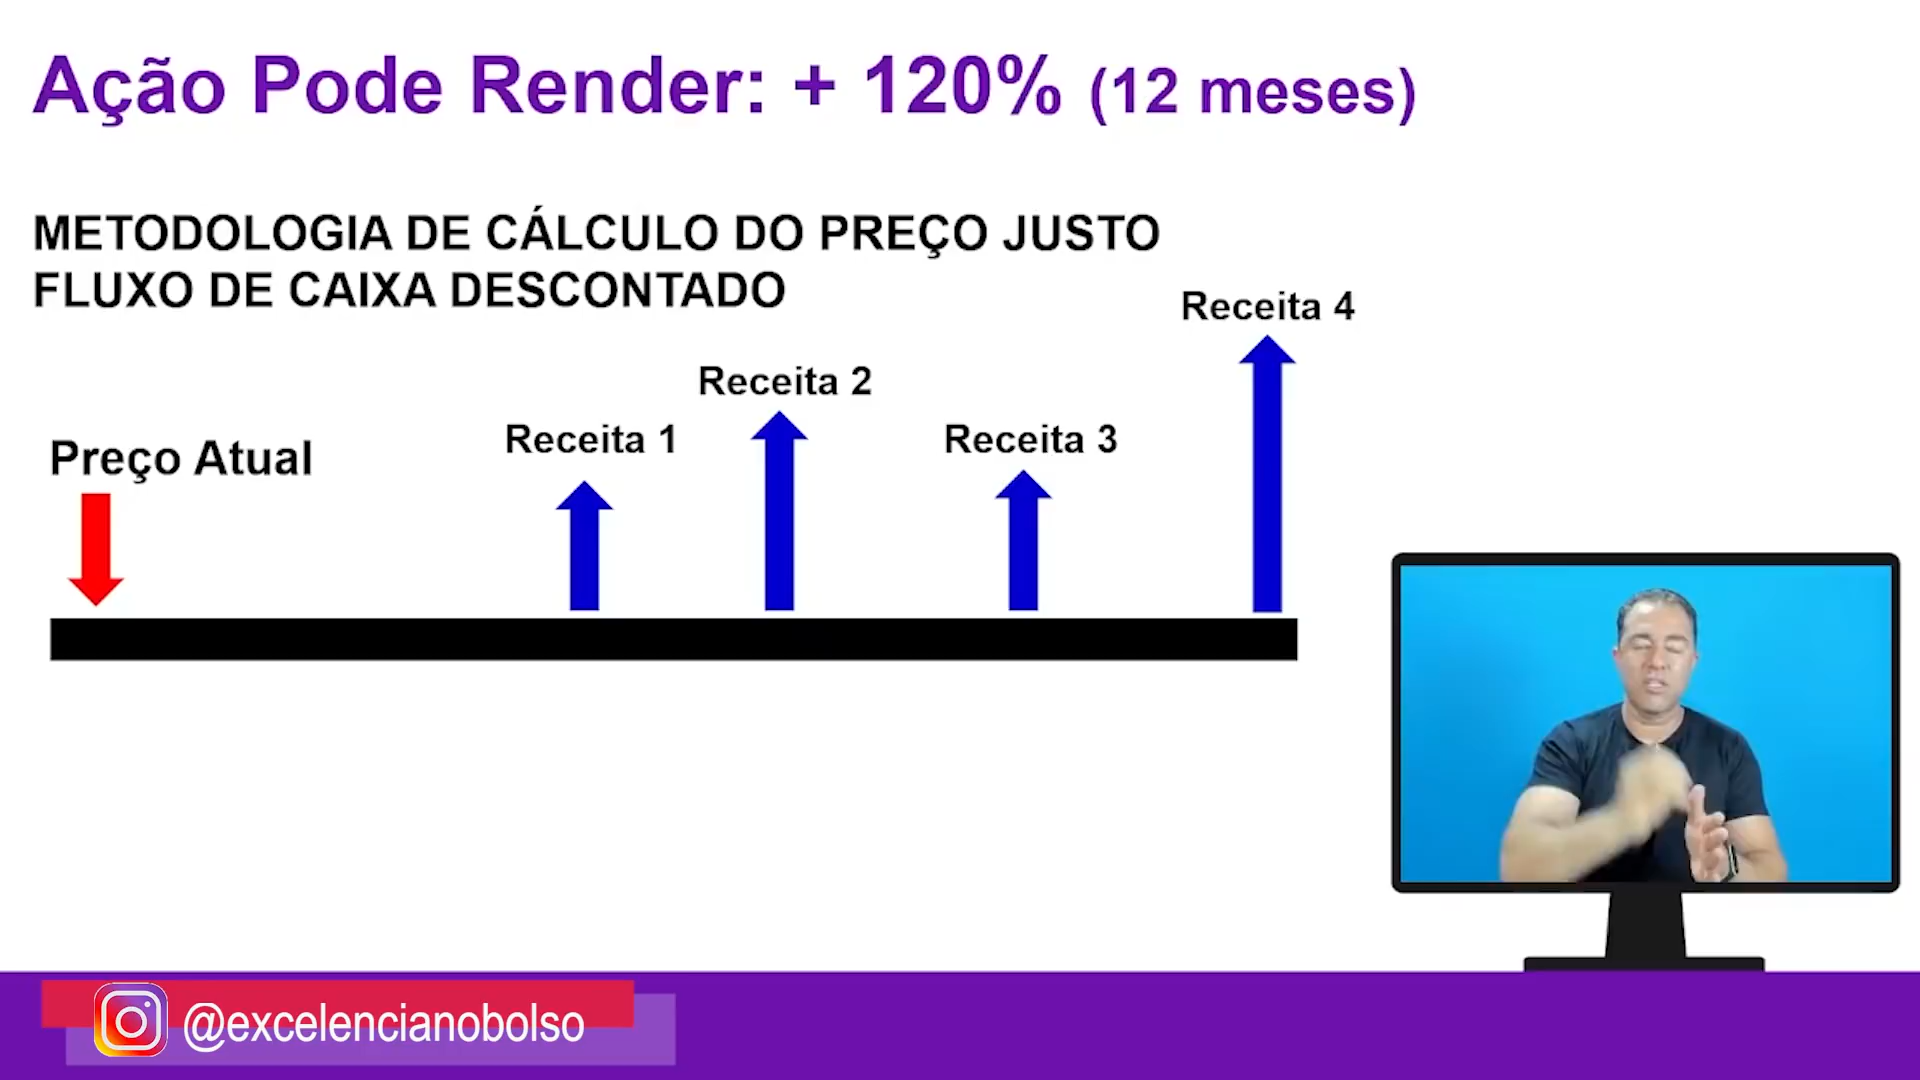 Ação Pode Render: + 120% (12 meses)
METODOLOGIA DE CÁLCULO DO PREÇO JUSTO
FLUXO DE CAIXA DESCONTADO
Receita 4
Receita 2
Receita 1
Receita 3
Preço Atual
@excelencianobolso